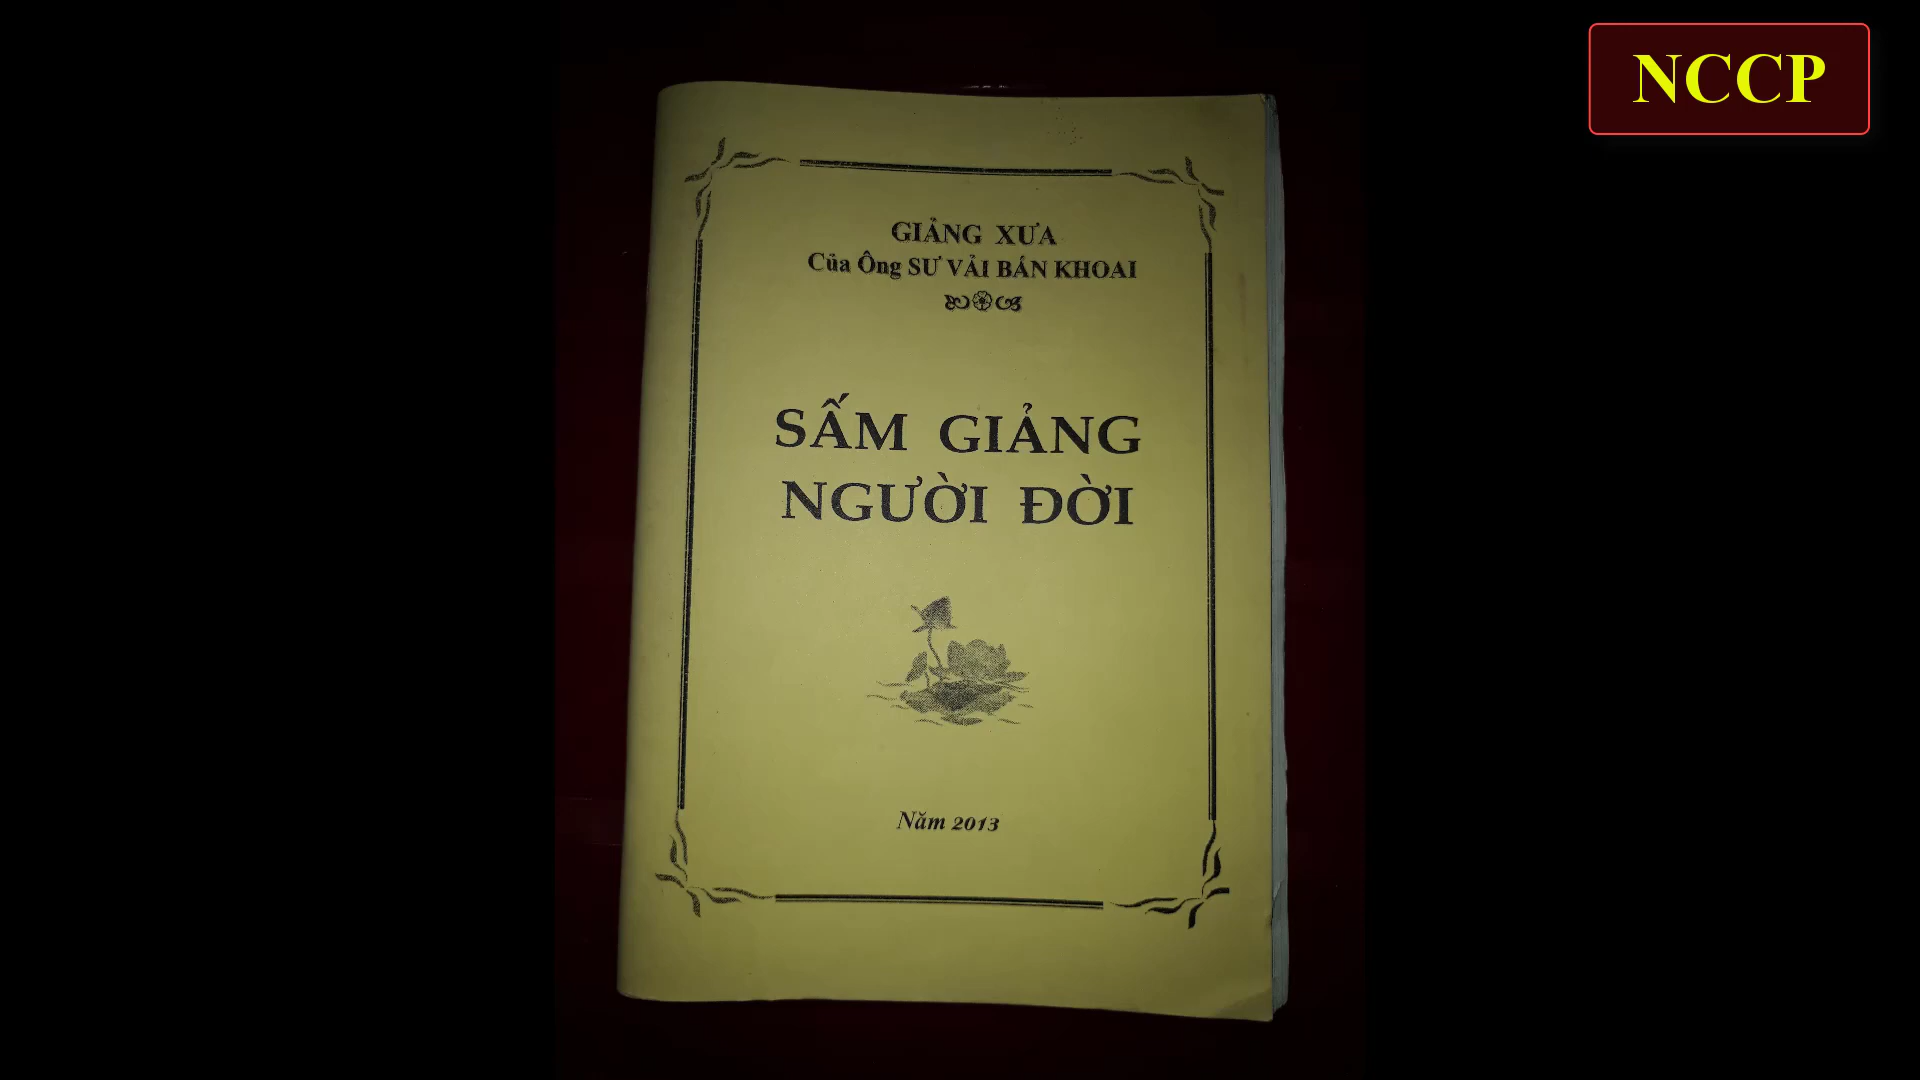 NCCP
GIẢNG XƯA
Của Ông SƯ VẢI BÁN KHOAI
SẤM GIẢNG
NGƯỜI ĐỜI
Năm 2013